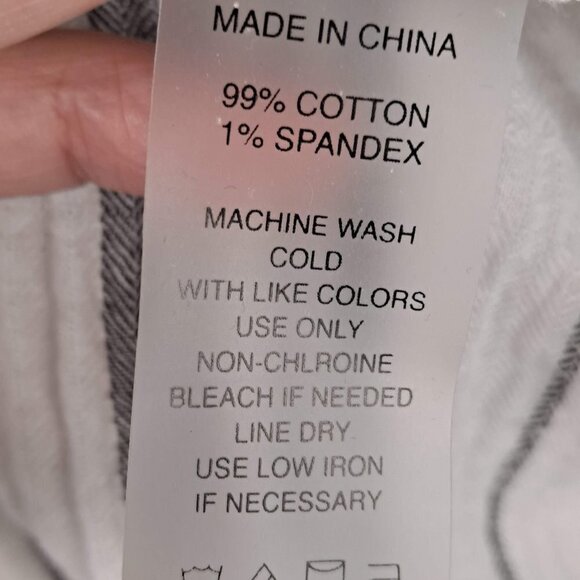 MADE IN CHINA
99% COTTON
1% SPANDEX
MACHINE WASH
COLD
WITH LIKE COLORS
USE ONLY
NON-CHLROINE
BLEACH IF NEEDED
LINE DRY
USE LOW IRON
IF NECESSARY